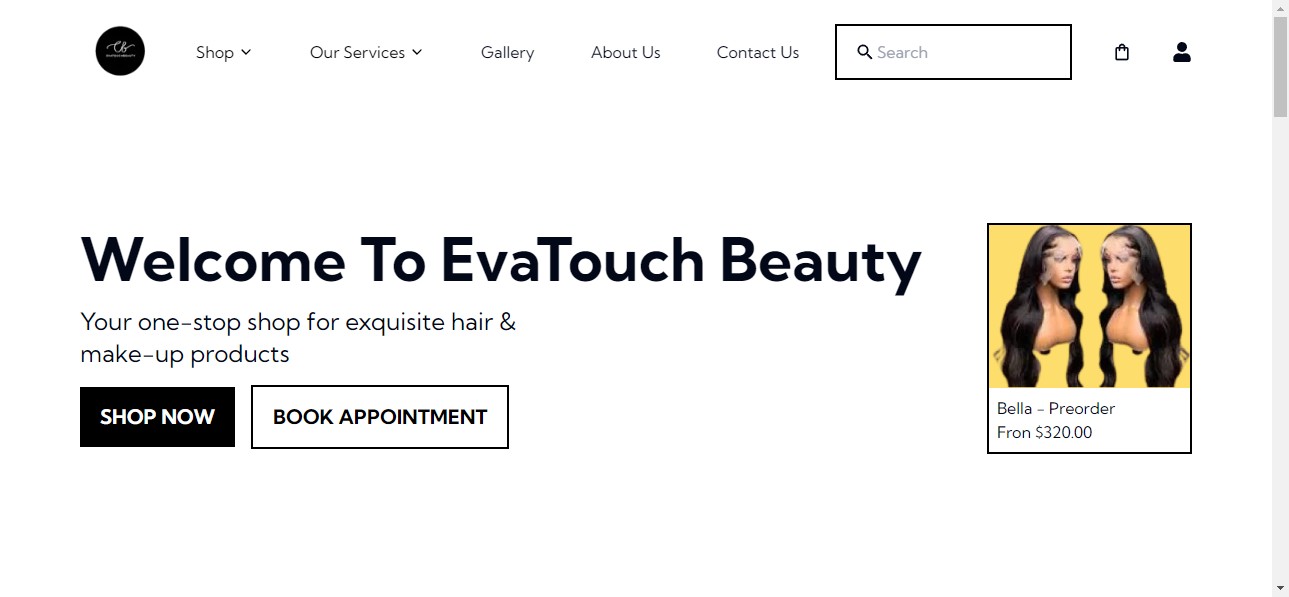 Shop
Our Services
Gallery
About Us
Contact Us
Search
Welcome To EvaTouch Beauty
Your one-stop shop for exquisite hair &
make-up products
SHOP NOW
BOOK APPOINTMENT
Bella - Preorder
Fron $320.00